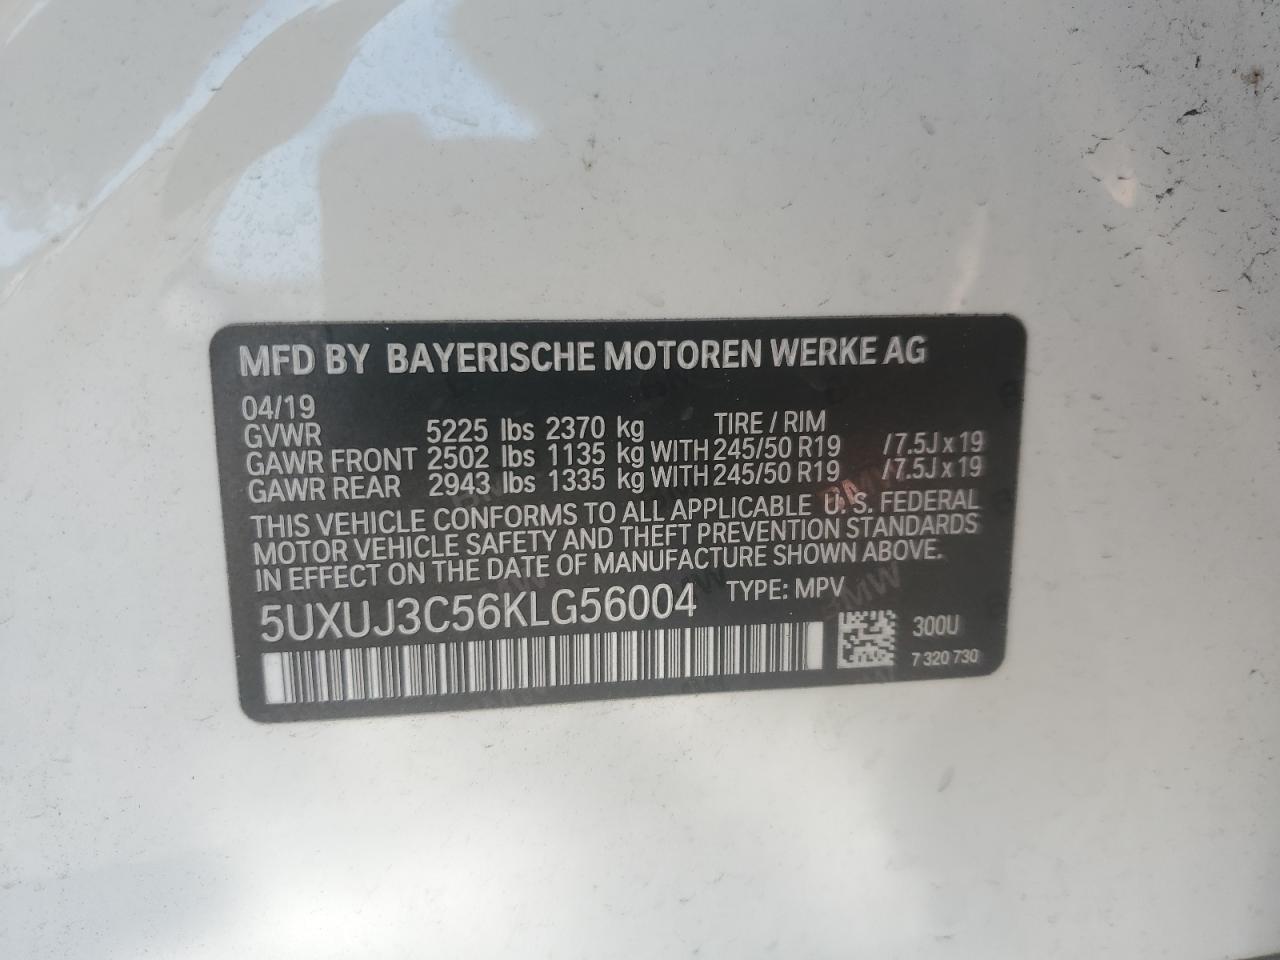 MFD BY BAYERISCHE MOTOREN WERKE AG
04/19
GVWR 5225 lbs 2370 kg TIRE / RIM
GAWR FRONT 2502 lbs 1135 kg WITH 245/50 R19 /7.5J x 19
GAWR REAR 2943 lbs 1335 kg WITH 245/50 R19 /7.5J x 19
THIS VEHICLE CONFORMS TO ALL APPLICABLE U. S. FEDERAL
MOTOR VEHICLE SAFETY AND THEFT PREVENTION STANDARDS
IN EFFECT ON THE DATE OF MANUFACTURE SHOWN ABOVE.
5UXUJ3C56KLG56004 TYPE: MPV
300U
7 320 730